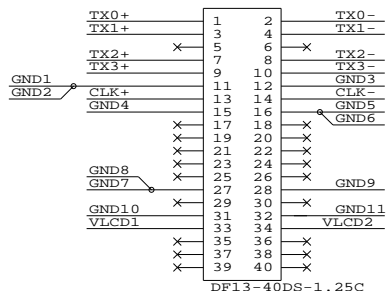 TX0+ 1 2 TX0-
TX1+ 3 4 TX1-
5 6
TX2+ 7 8 TX2-
TX3+ 9 10 TX3-
GND1 11 12 GND3
GND2 CLK+ 13 14 CLK-
GND4 15 16 GND5
17 18 GND6
19 20
21 22
23 24
GND8 25 26
GND7 27 28 GND9
29 30
GND10 31 32 GND11
VLCD1 33 34 VLCD2
35 36
37 38
39 40
DF13-40DS-1.25C